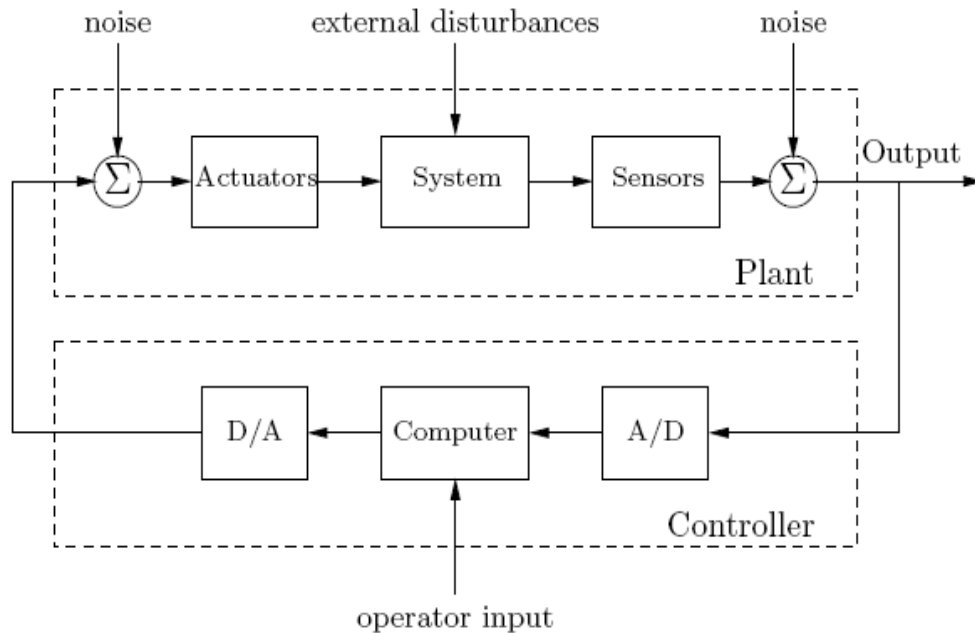 noise
external disturbances
noise
Output
Σ
Actuators
System
Sensors
Σ
Plant
D/A
Computer
A/D
Controller
operator input